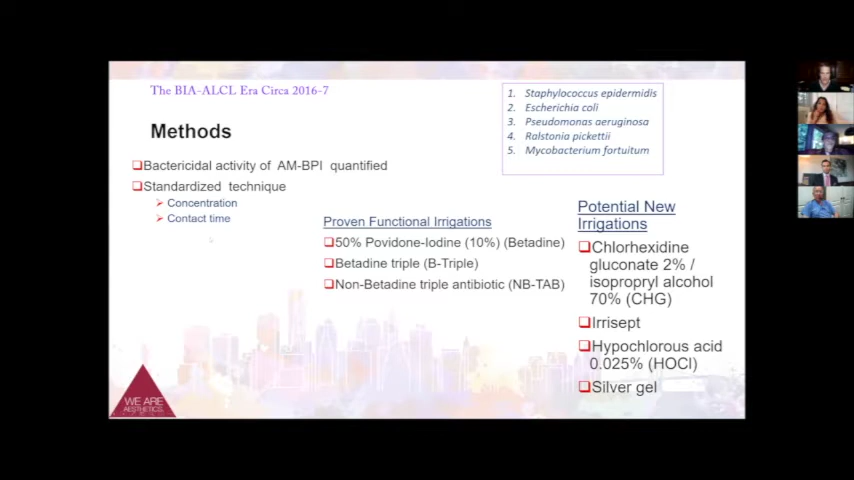 The BIA-ALCL Era Circa 2016-7
1. Staphylococcus epidermidis
2. Escherichia coli
3. Pseudomonas aeruginosa
4. Ralstonia pickettii
5. Mycobacterium fortuitum
Methods
Bactericidal activity of AM-BPI quantified
Standardized technique
Concentration
Contact time
Proven Functional Irrigations
50% Povidone-Iodine (10%) (Betadine)
Betadine triple (B-Triple)
Non-Betadine triple antibiotic (NB-TAB)
Potential New
Irrigations
Chlorhexidine
gluconate 2% /
isopropryl alcohol
70% (CHG)
Irrisept
Hypochlorous acid
0.025% (HOCl)
Silver gel
WE ARE
AESTHETICS.